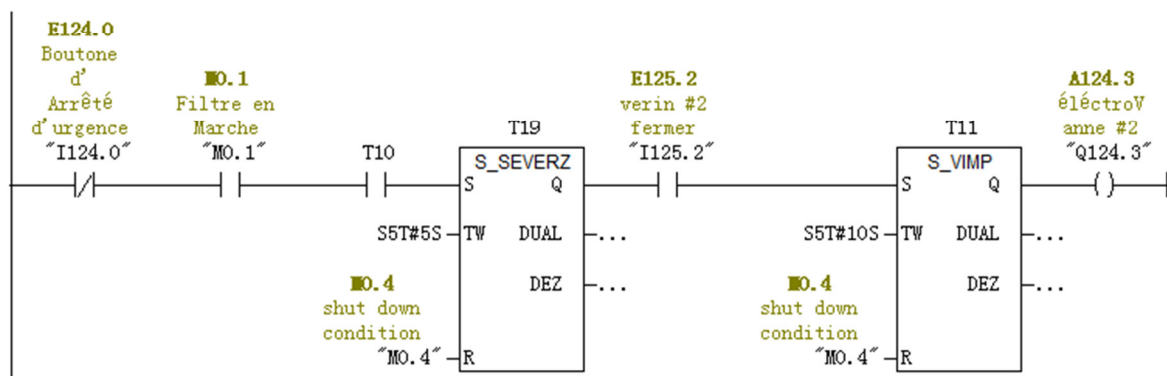 E124.0
Boutone
d'
Arrêté
d'urgence
"I124.0"
M0.1
Filtre en
Marche
"M0.1"
T10
T19
S_SEVERZ
S
Q
S5T#5S
TW
DUAL
...
DEZ
...
M0.4
shut down
condition
"M0.4"
R
E125.2
verin #2
fermer
"I125.2"
T11
S_VIMP
S
Q
S5T#10S
TW
DUAL
...
DEZ
...
M0.4
shut down
condition
"M0.4"
R
A124.3
éléctroV
anne #2
"Q124.3"